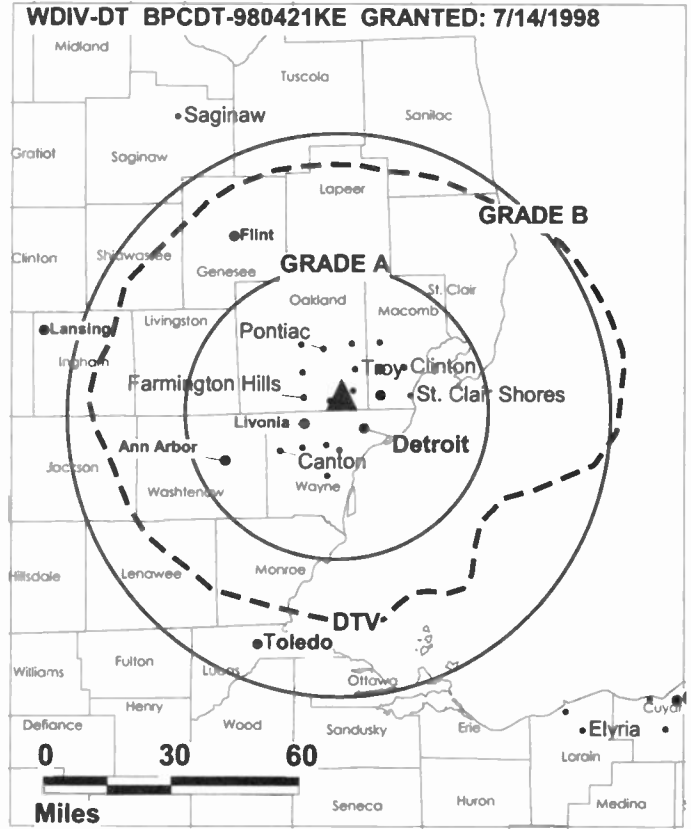 WDIV-DT BPCDT-980421KE GRANTED: 7/14/1998
Midland
Tuscola
Saginaw
Sanilac
Gratiot
Saginaw
Lapeer
GRADE B
Flint
Clinton
Shiawassee
Genesee
GRADE A
St. Clair
Oakland
Macomb
Lansing
Livingston
Pontiac
Ingham
Troy Clinton
Farmington Hills
St. Clair Shores
Livonia
Detroit
Ann Arbor
Canton
Jackson
Washtenaw
Wayne
Hillsdale
Lenawee
Monroe
DTV
Toledo
Williams
Fulton
Lucas
Ottawa
Henry
Defiance
Wood
Sandusky
Erie
Elyria
Lorain
0 30 60
Miles
Seneca
Huron
Medina